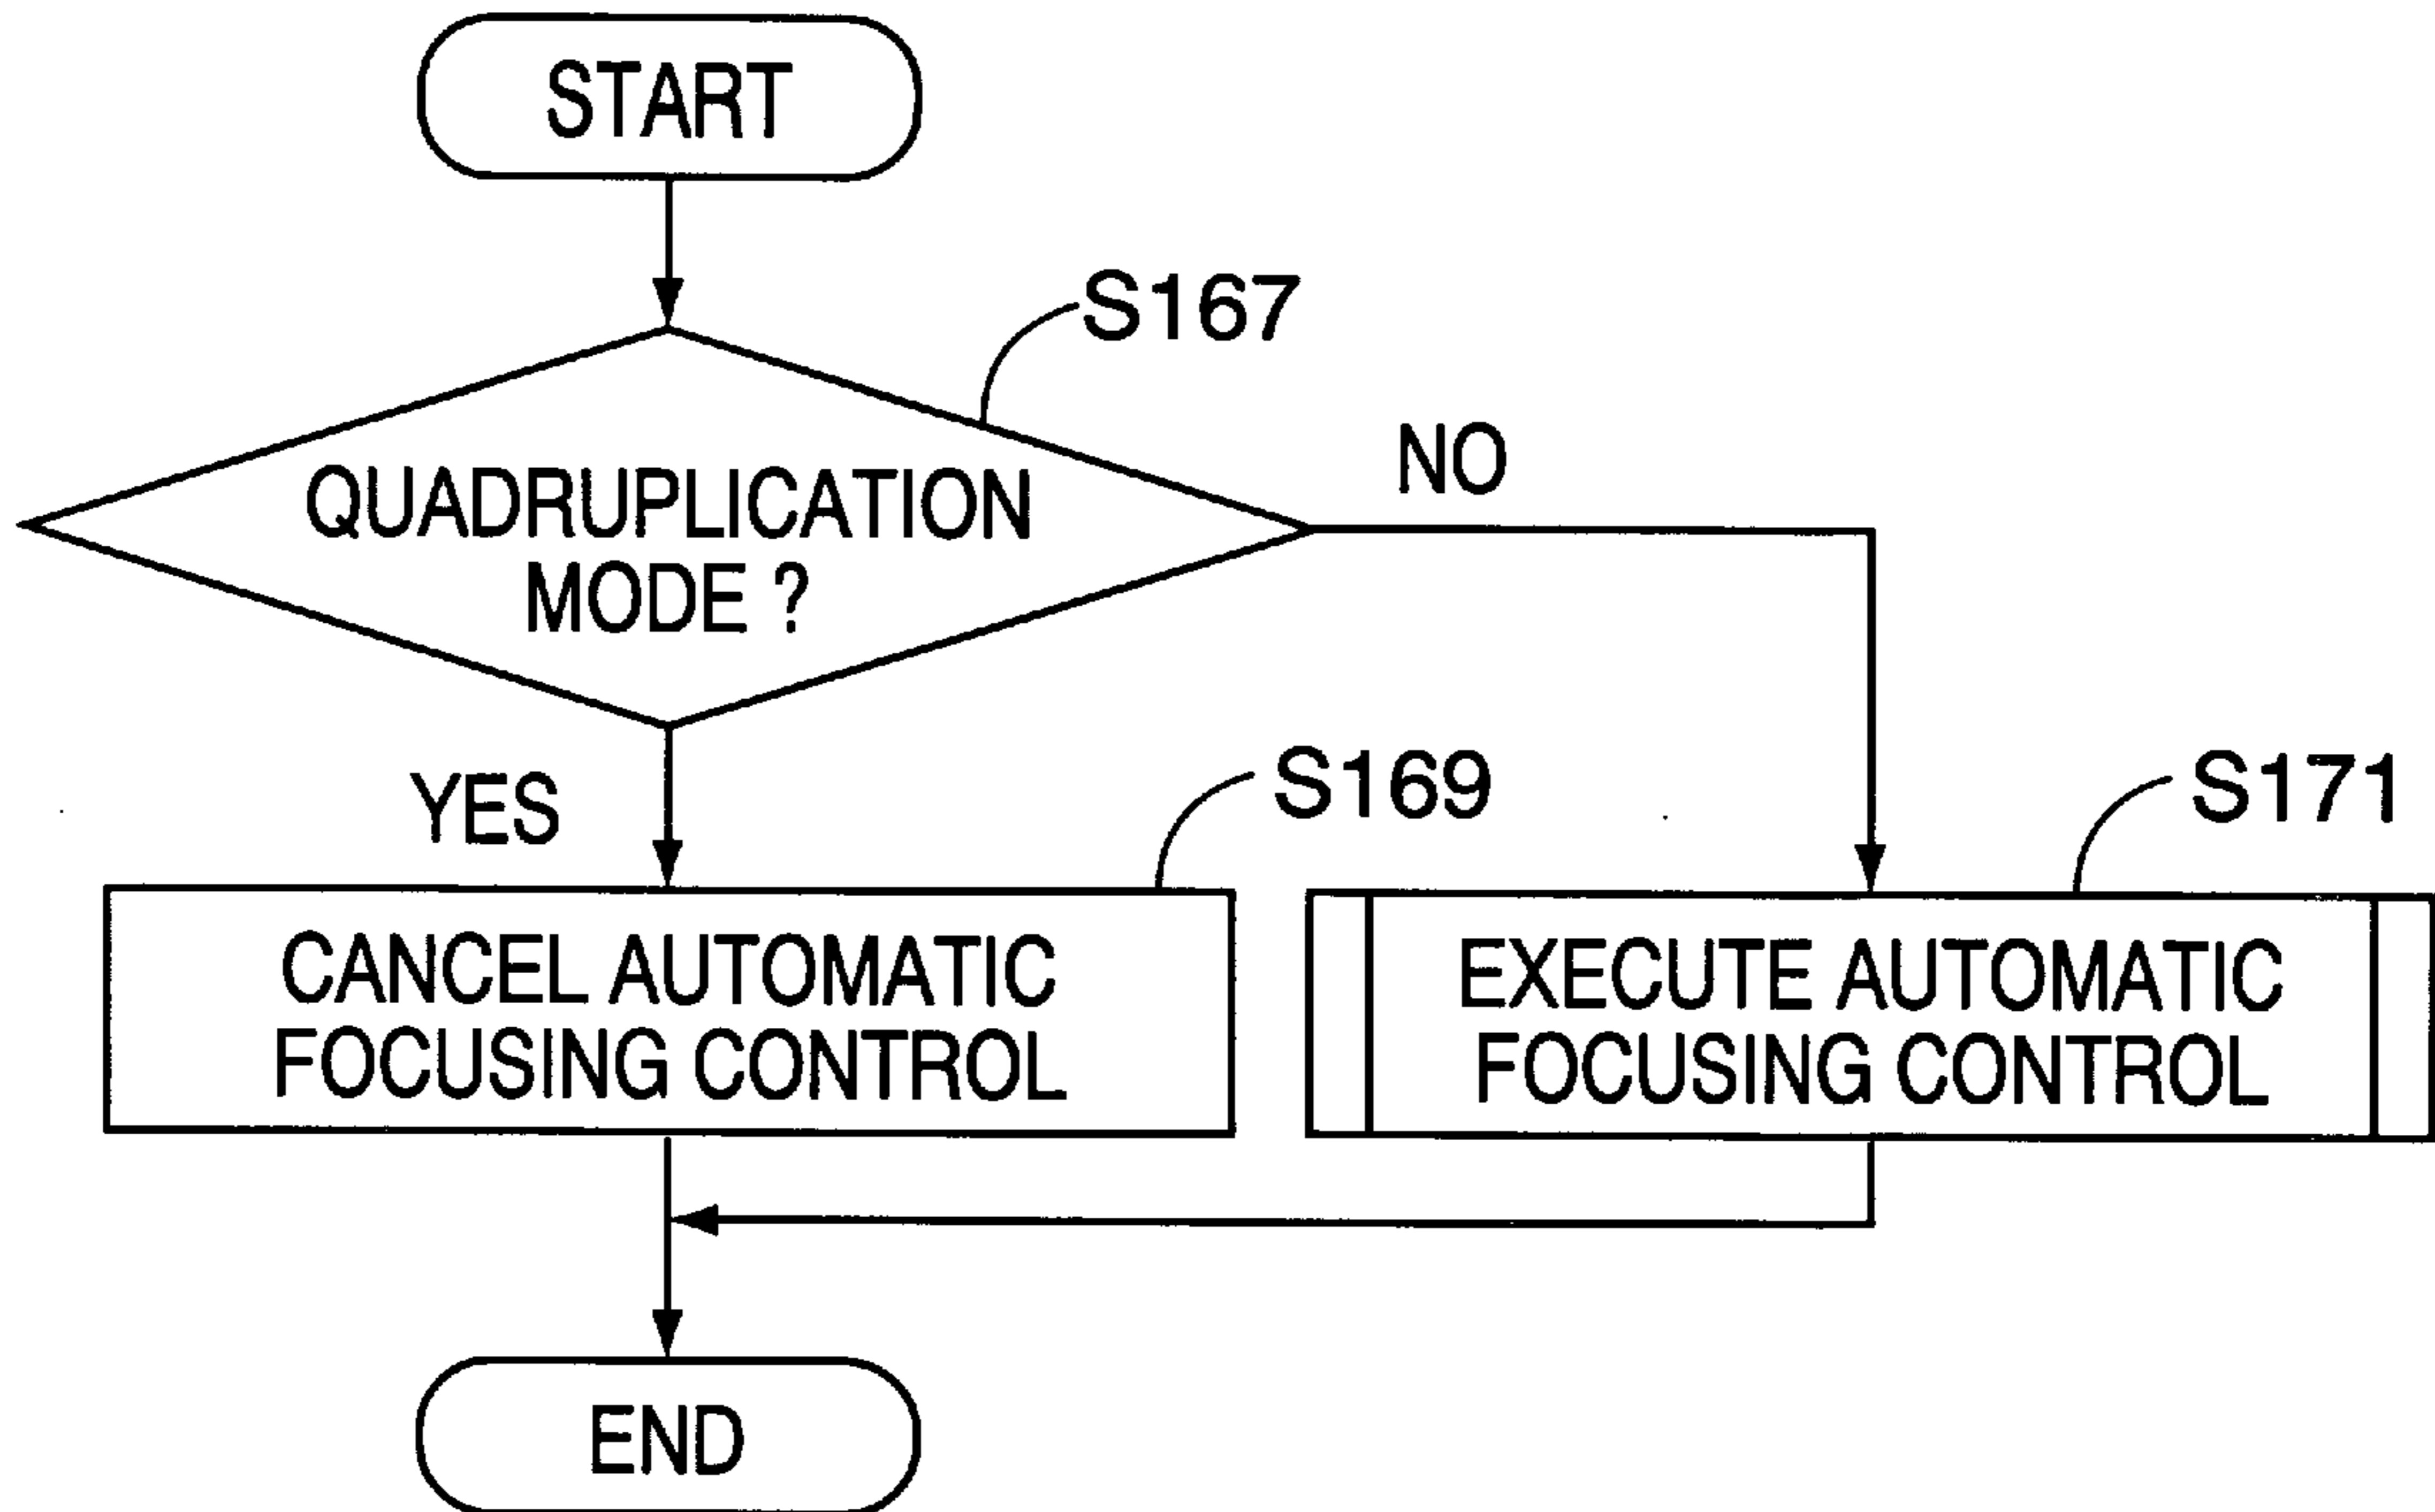 START
S167
NO
QUADRUPLICATION
MODE ?
YES
S169
S171
CANCEL AUTOMATIC
FOCUSING CONTROL
EXECUTE AUTOMATIC
FOCUSING CONTROL
END